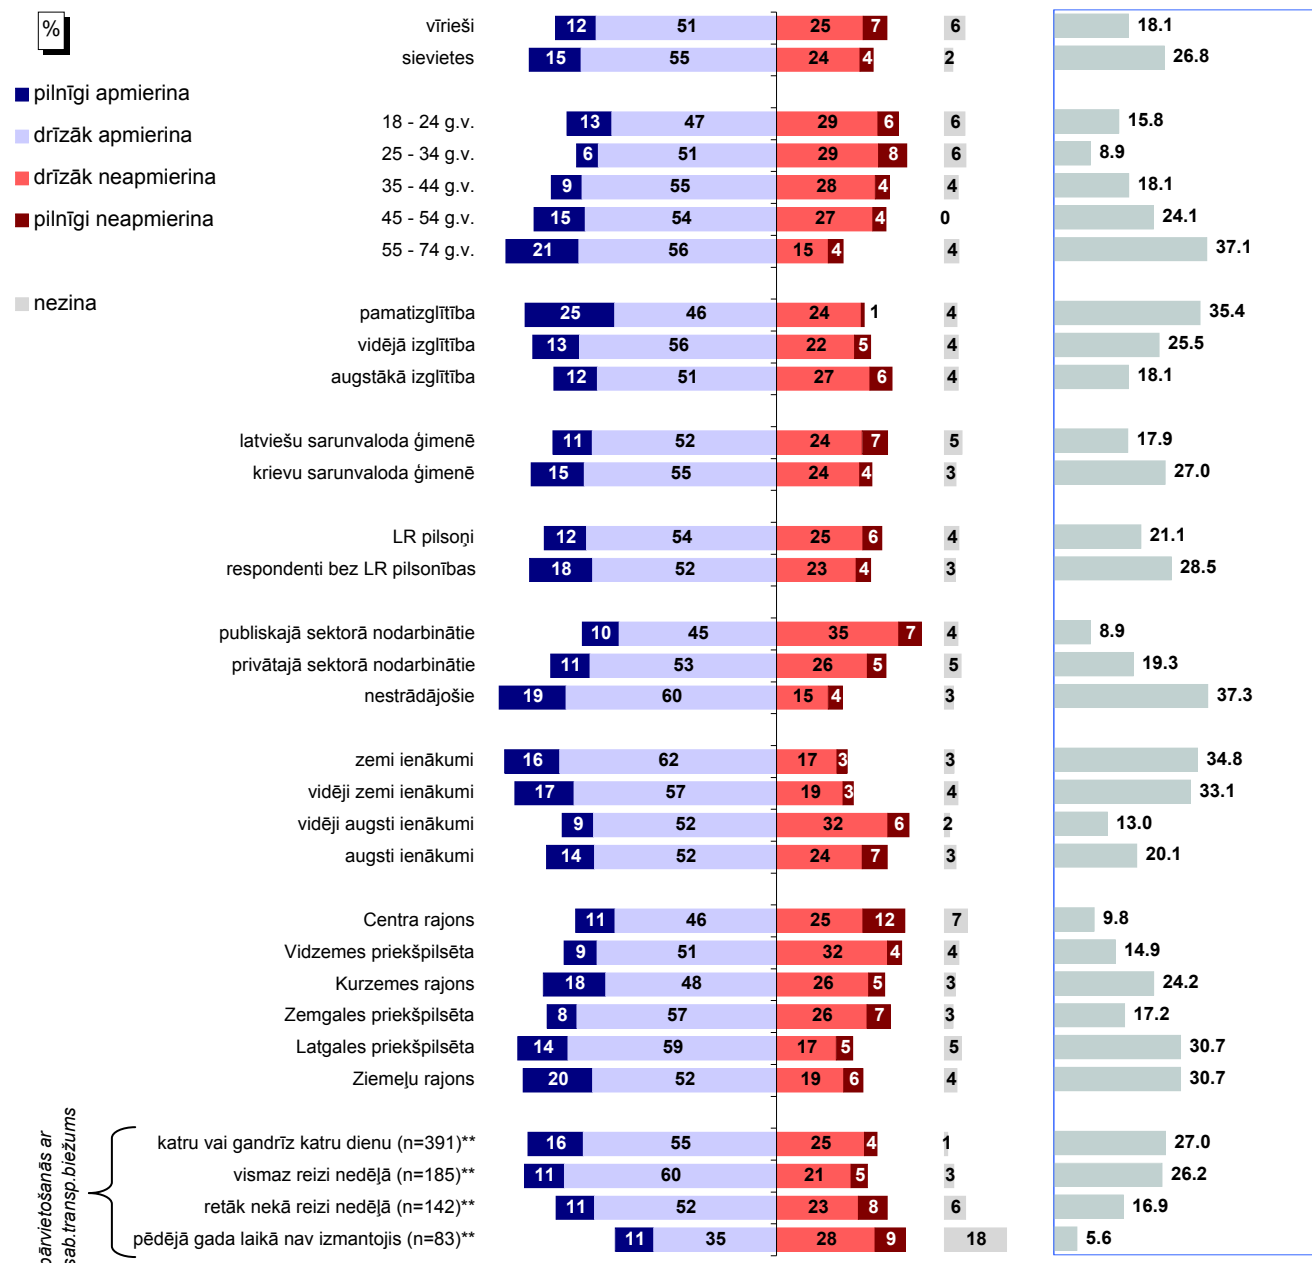 %
pilnīgi apmierina
drīzāk apmierina
drīzāk neapmierina
pilnīgi neapmierina
nezina
vīrieši 12 51 25 7 6 18.1
sievietes 15 55 24 4 2 26.8
18 - 24 g.v. 13 47 29 6 6 15.8
25 - 34 g.v. 6 51 29 8 6 8.9
35 - 44 g.v. 9 55 28 4 4 18.1
45 - 54 g.v. 15 54 27 4 0 24.1
55 - 74 g.v. 21 56 15 4 4 37.1
pamatizglītība 25 46 24 1 4 35.4
vidējā izglītība 13 56 22 5 4 25.5
augstākā izglītība 12 51 27 6 4 18.1
latviešu sarunvaloda ģimenē 11 52 24 7 5 17.9
krievu sarunvaloda ģimenē 15 55 24 4 3 27.0
LR pilsoņi 12 54 25 6 4 21.1
respondenti bez LR pilsonības 18 52 23 4 3 28.5
publiskajā sektorā nodarbinātie 10 45 35 7 4 8.9
privātajā sektorā nodarbinātie 11 53 26 5 5 19.3
nestrādājošie 19 60 15 4 3 37.3
zemi ienākumi 16 62 17 3 3 34.8
vidēji zemi ienākumi 17 57 19 3 4 33.1
vidēji augsti ienākumi 9 52 32 6 2 13.0
augsti ienākumi 14 52 24 7 3 20.1
Centra rajons 11 46 25 12 7 9.8
Vidzemes priekšpilsēta 9 51 32 4 4 14.9
Kurzemes rajons 18 48 26 5 3 24.2
Zemgales priekšpilsēta 8 57 26 7 3 17.2
Latgales priekšpilsēta 14 59 17 5 5 30.7
Ziemeļu rajons 20 52 19 6 4 30.7
pārvietošanās ar
sab.transp.biežums
katru vai gandrīz katru dienu (n=391)** 16 55 25 4 1 27.0
vismaz reizi nedēļā (n=185)** 11 60 21 5 3 26.2
retāk nekā reizi nedēļā (n=142)** 11 52 23 8 6 16.9
pēdējā gada laikā nav izmantojis (n=83)** 11 35 28 9 18 5.6